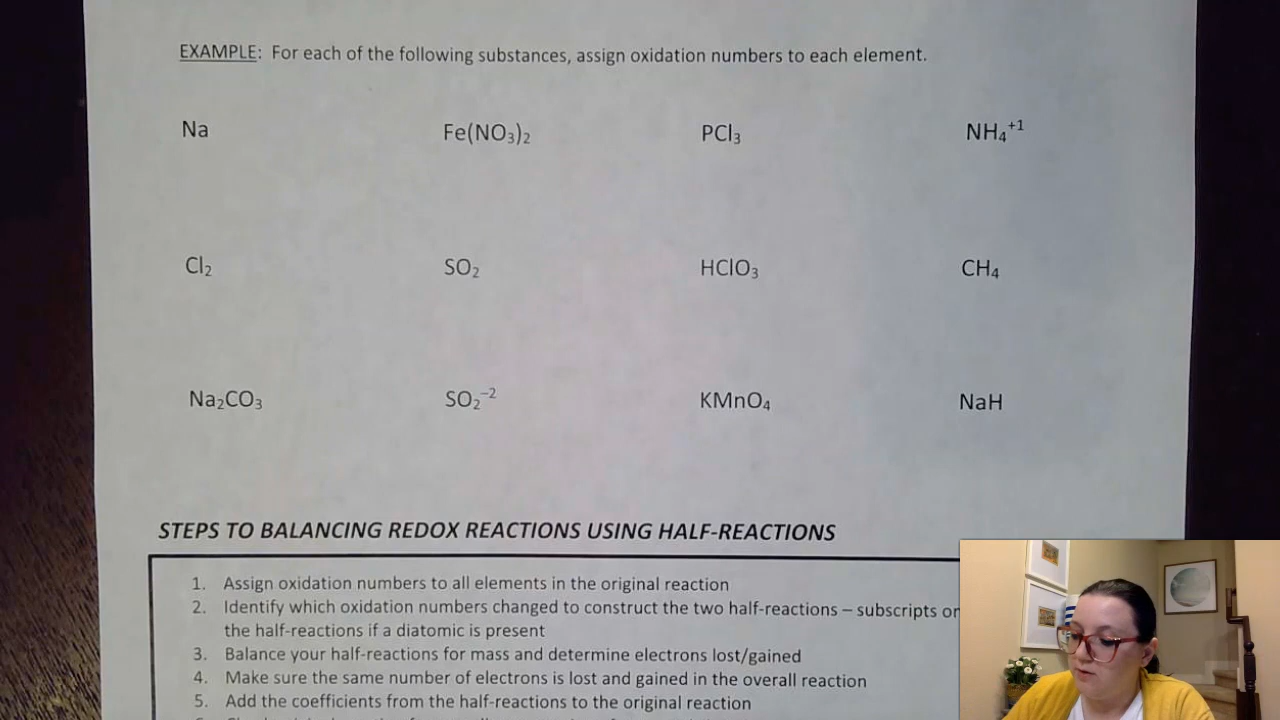 EXAMPLE: For each of the following substances, assign oxidation numbers to each element.
Na Fe(NO₃)₂ PCl₃ NH₄⁺¹
Cl₂ SO₂ HClO₃ CH₄
Na₂CO₃ SO₂⁻² KMnO₄ NaH
STEPS TO BALANCING REDOX REACTIONS USING HALF-REACTIONS
1. Assign oxidation numbers to all elements in the original reaction
2. Identify which oxidation numbers changed to construct the two half-reactions – subscripts
the half-reactions if a diatomic is present
3. Balance your half-reactions for mass and determine electrons lost/gained
4. Make sure the same number of electrons is lost and gained in the overall reaction
5. Add the coefficients from the half-reactions to the original reaction